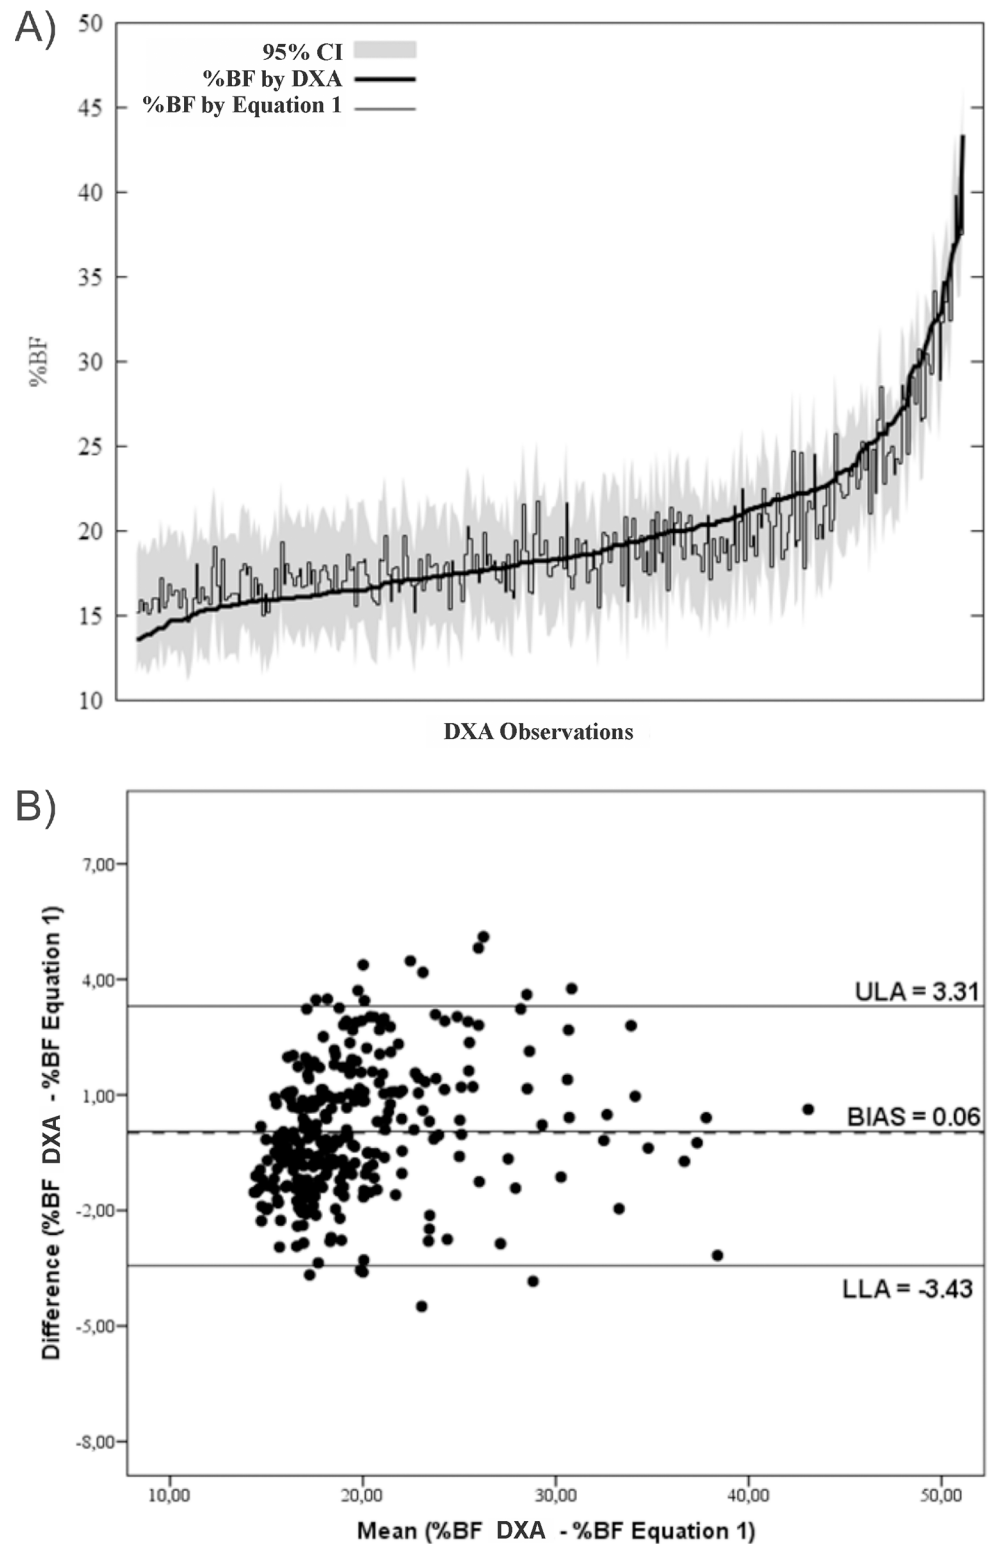 A)
50
45
40
35
30
25
20
15
10
%BF
95% CI
%BF by DXA
%BF by Equation 1
DXA Observations
B)
7,00
4,00
1,00
-2,00
-5,00
-8,00
Difference (%BF DXA - %BF Equation 1)
ULA = 3.31
BIAS = 0.06
LLA = -3.43
10,00 20,00 30,00 40,00 50,00
Mean (%BF DXA - %BF Equation 1)